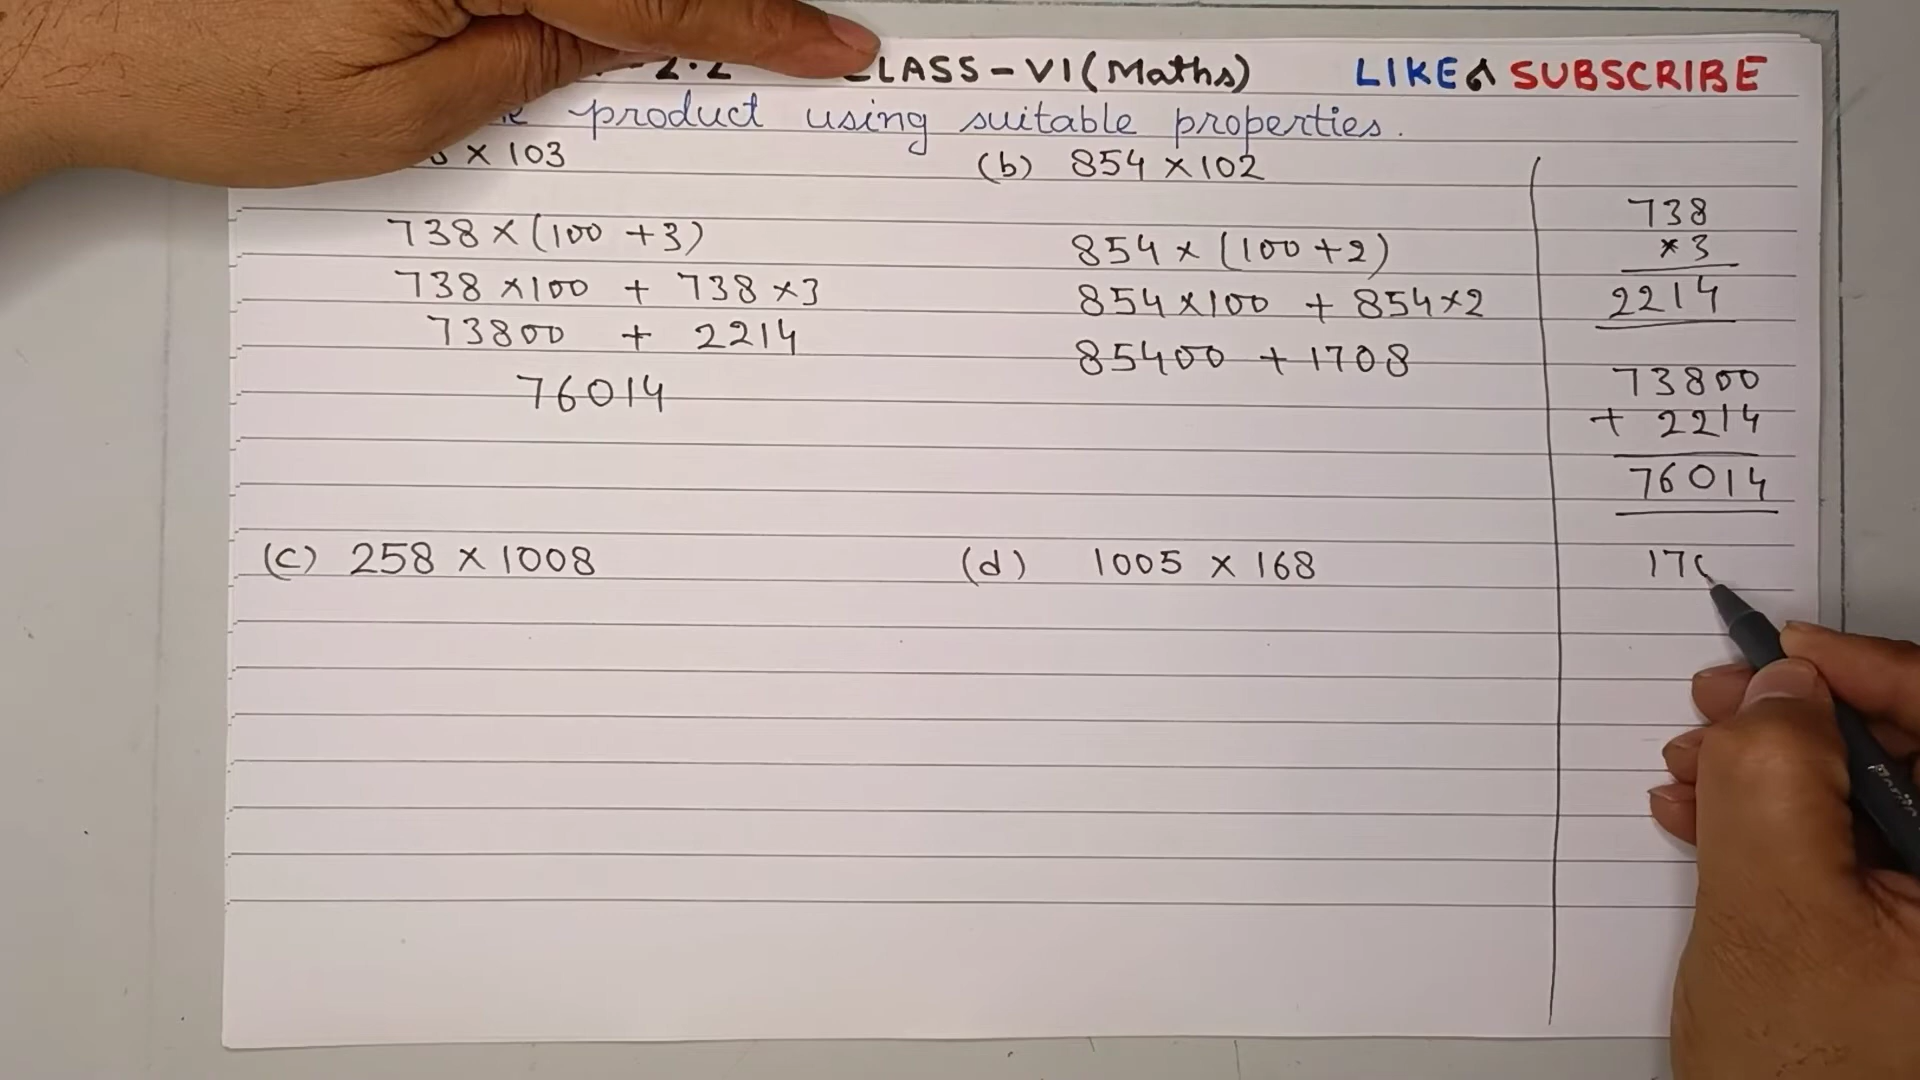 2.2 CLASS-VI (Maths) LIKE & SUBSCRIBE
product using suitable properties.
x 103
738 x (100 + 3)
738 x 100 + 738 x 3
73800 + 2214
76014
(b) 854 x 102
854 x (100 + 2)
854 x 100 + 854 x 2
85400 + 1708
738
x 3
2214
73800
+ 2214
76014
(c) 258 x 1008
(d) 1005 x 168
17